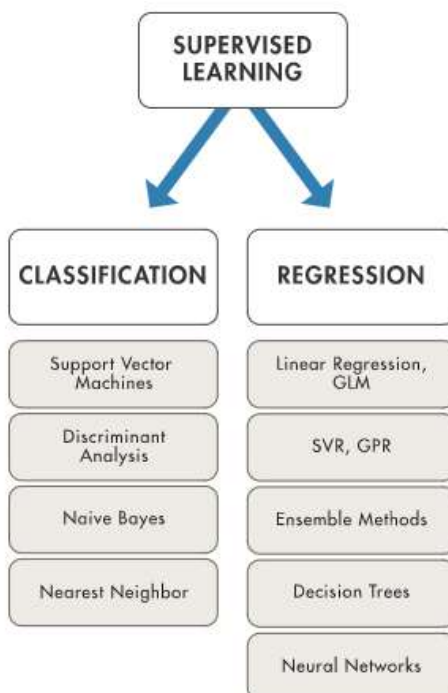 SUPERVISED
LEARNING
CLASSIFICATION
Support Vector
Machines
Discriminant
Analysis
Naive Bayes
Nearest Neighbor
REGRESSION
Linear Regression,
GLM
SVR, GPR
Ensemble Methods
Decision Trees
Neural Networks